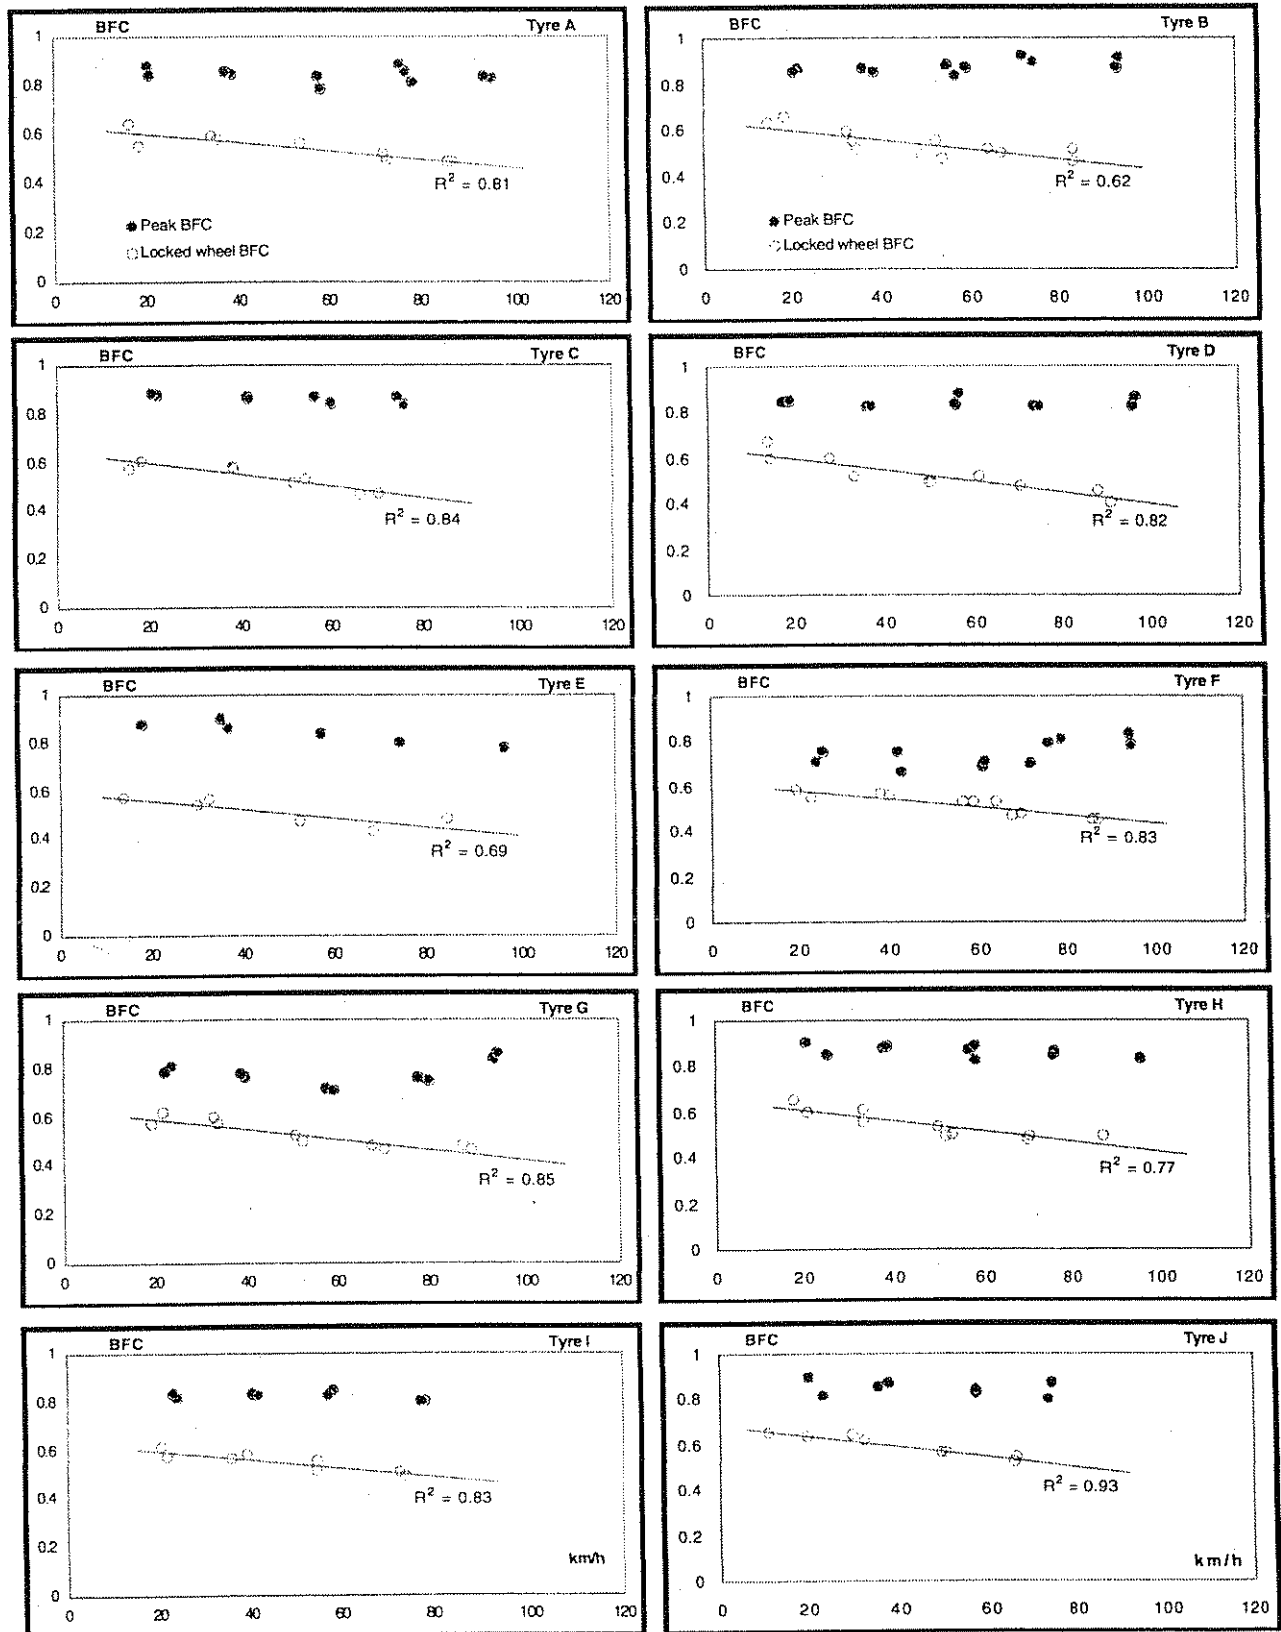 BFC Tyre A
1
0.8
0.6
0.4
R² = 0.81
Peak BFC
0.2
Locked wheel BFC
0
0 20 40 60 80 100 120
BFC Tyre B
1
0.8
0.6
0.4
R² = 0.62
Peak BFC
0.2
Locked wheel BFC
0
0 20 40 60 80 100 120
BFC Tyre C
1
0.8
0.6
0.4
R² = 0.84
0.2
0
0 20 40 60 80 100 120
BFC Tyre D
1
0.8
0.6
0.4
R² = 0.82
0.2
0
0 20 40 60 80 100 120
BFC Tyre E
1
0.8
0.6
0.4
R² = 0.69
0.2
0
0 20 40 60 80 100 120
BFC Tyre F
1
0.8
0.6
0.4
R² = 0.83
0.2
0
0 20 40 60 80 100 120
BFC Tyre G
1
0.8
0.6
0.4
R² = 0.85
0.2
0
0 20 40 60 80 100 120
BFC Tyre H
1
0.8
0.6
0.4
R² = 0.77
0.2
0
0 20 40 60 80 100 120
BFC Tyre I
1
0.8
0.6
0.4
R² = 0.83
0.2
km/h
0
0 20 40 60 80 100 120
BFC Tyre J
1
0.8
0.6
0.4
R² = 0.93
0.2
km/h
0
0 20 40 60 80 100 120